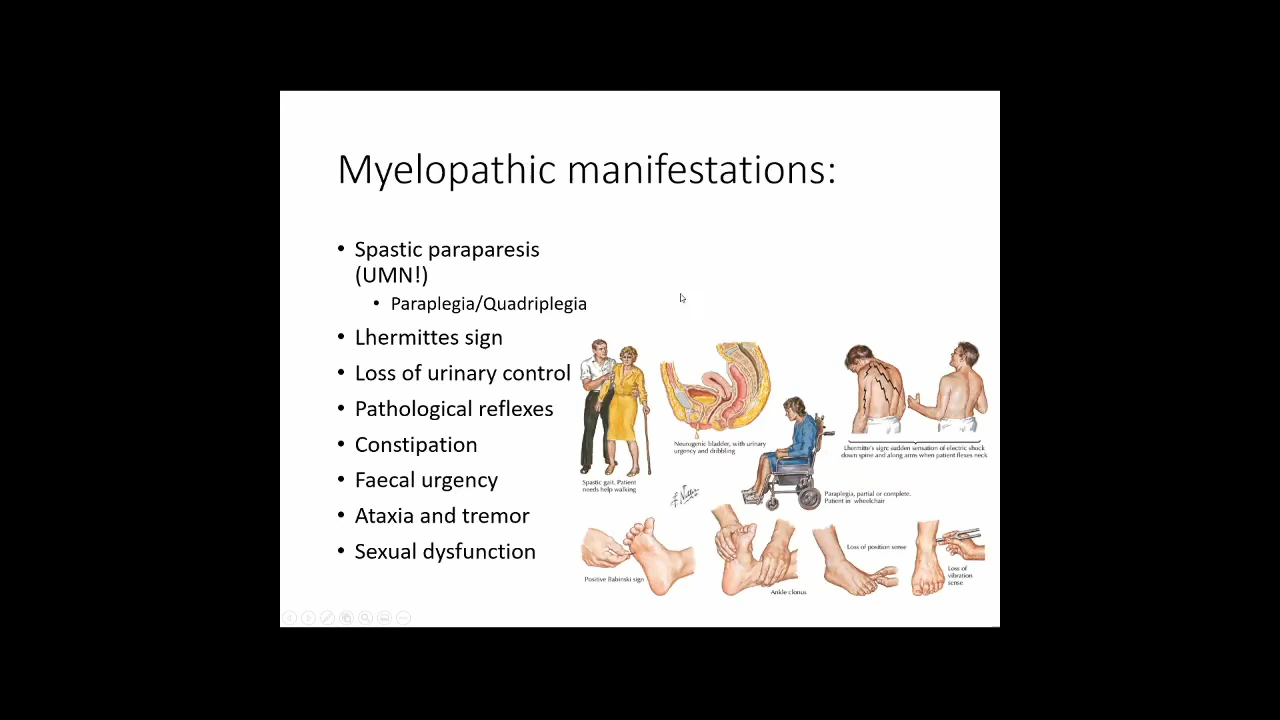 Myelopathic manifestations:
• Spastic paraparesis
(UMN!)
• Paraplegia/Quadriplegia
• Lhermittes sign
• Loss of urinary control
• Pathological reflexes
• Constipation
• Faecal urgency
• Ataxia and tremor
• Sexual dysfunction
Spastic gait. Patient
needs help walking
Neurogenic bladder, with urinary
urgency and dribbling
Lhermitte's sign: sudden sensation of electric shock
down spine and along arms when patient flexes neck
Paraplegia, partial or complete.
Patient in wheelchair
Positive Babinski sign
Ankle clonus
Loss of position sense
Loss of
vibration
sense